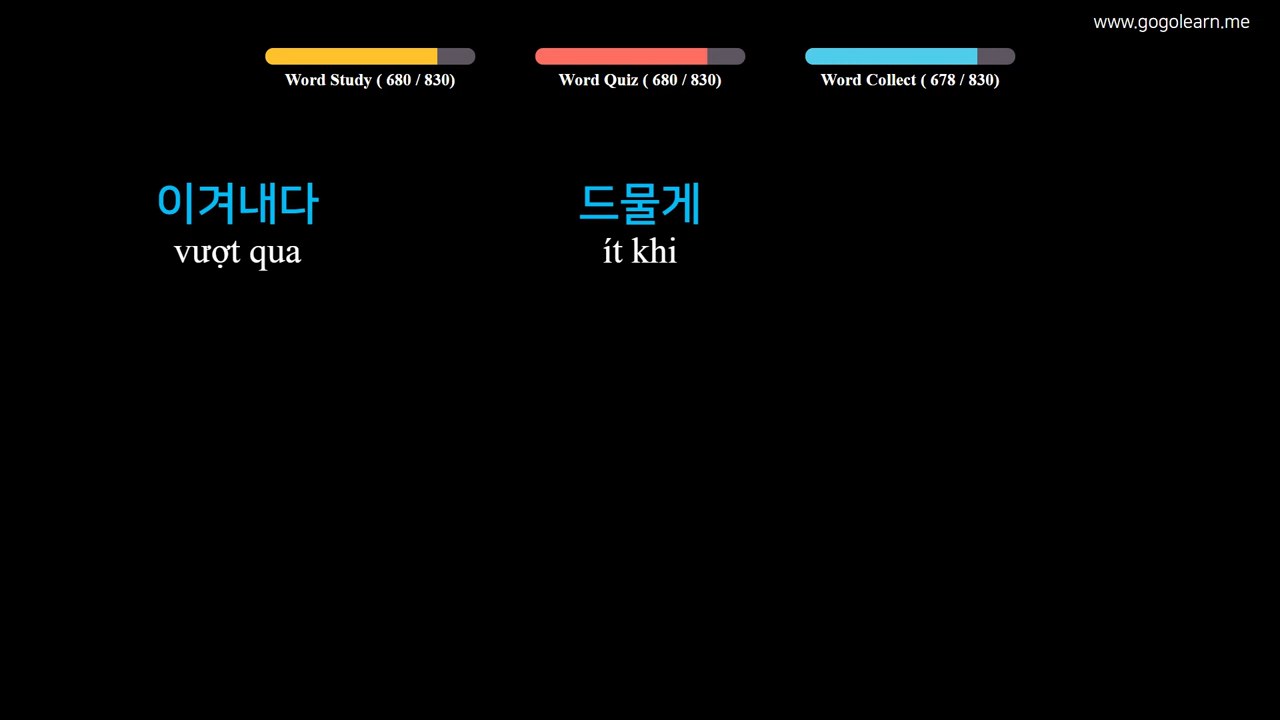 www.gogolearn.me
Word Study ( 680 / 830)
Word Quiz ( 680 / 830)
Word Collect ( 678 / 830)
이겨내다
vượt qua
드물게
ít khi